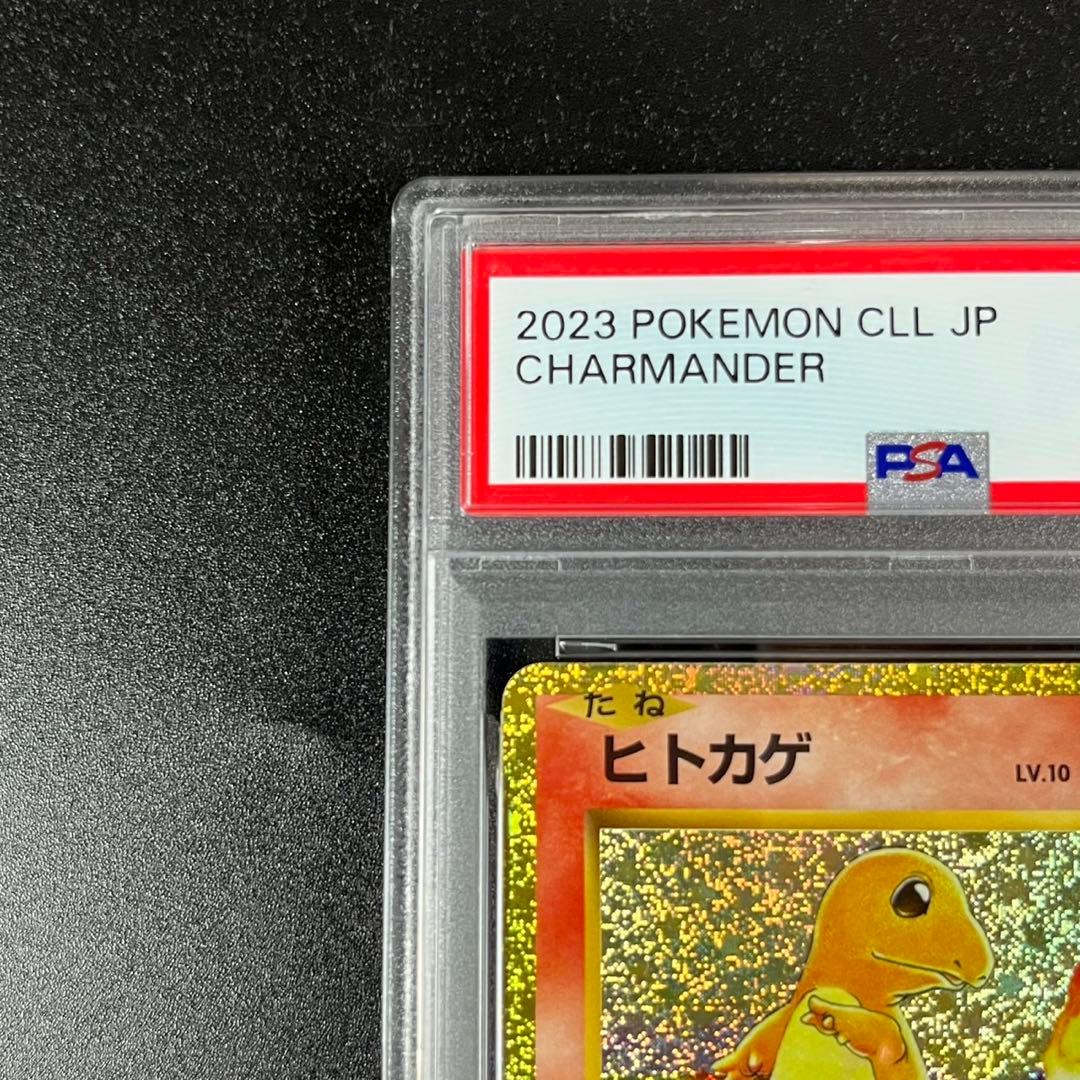 2023 POKEMON CLL JP
CHARMANDER
PSA
たね
ヒトカゲ
LV.10